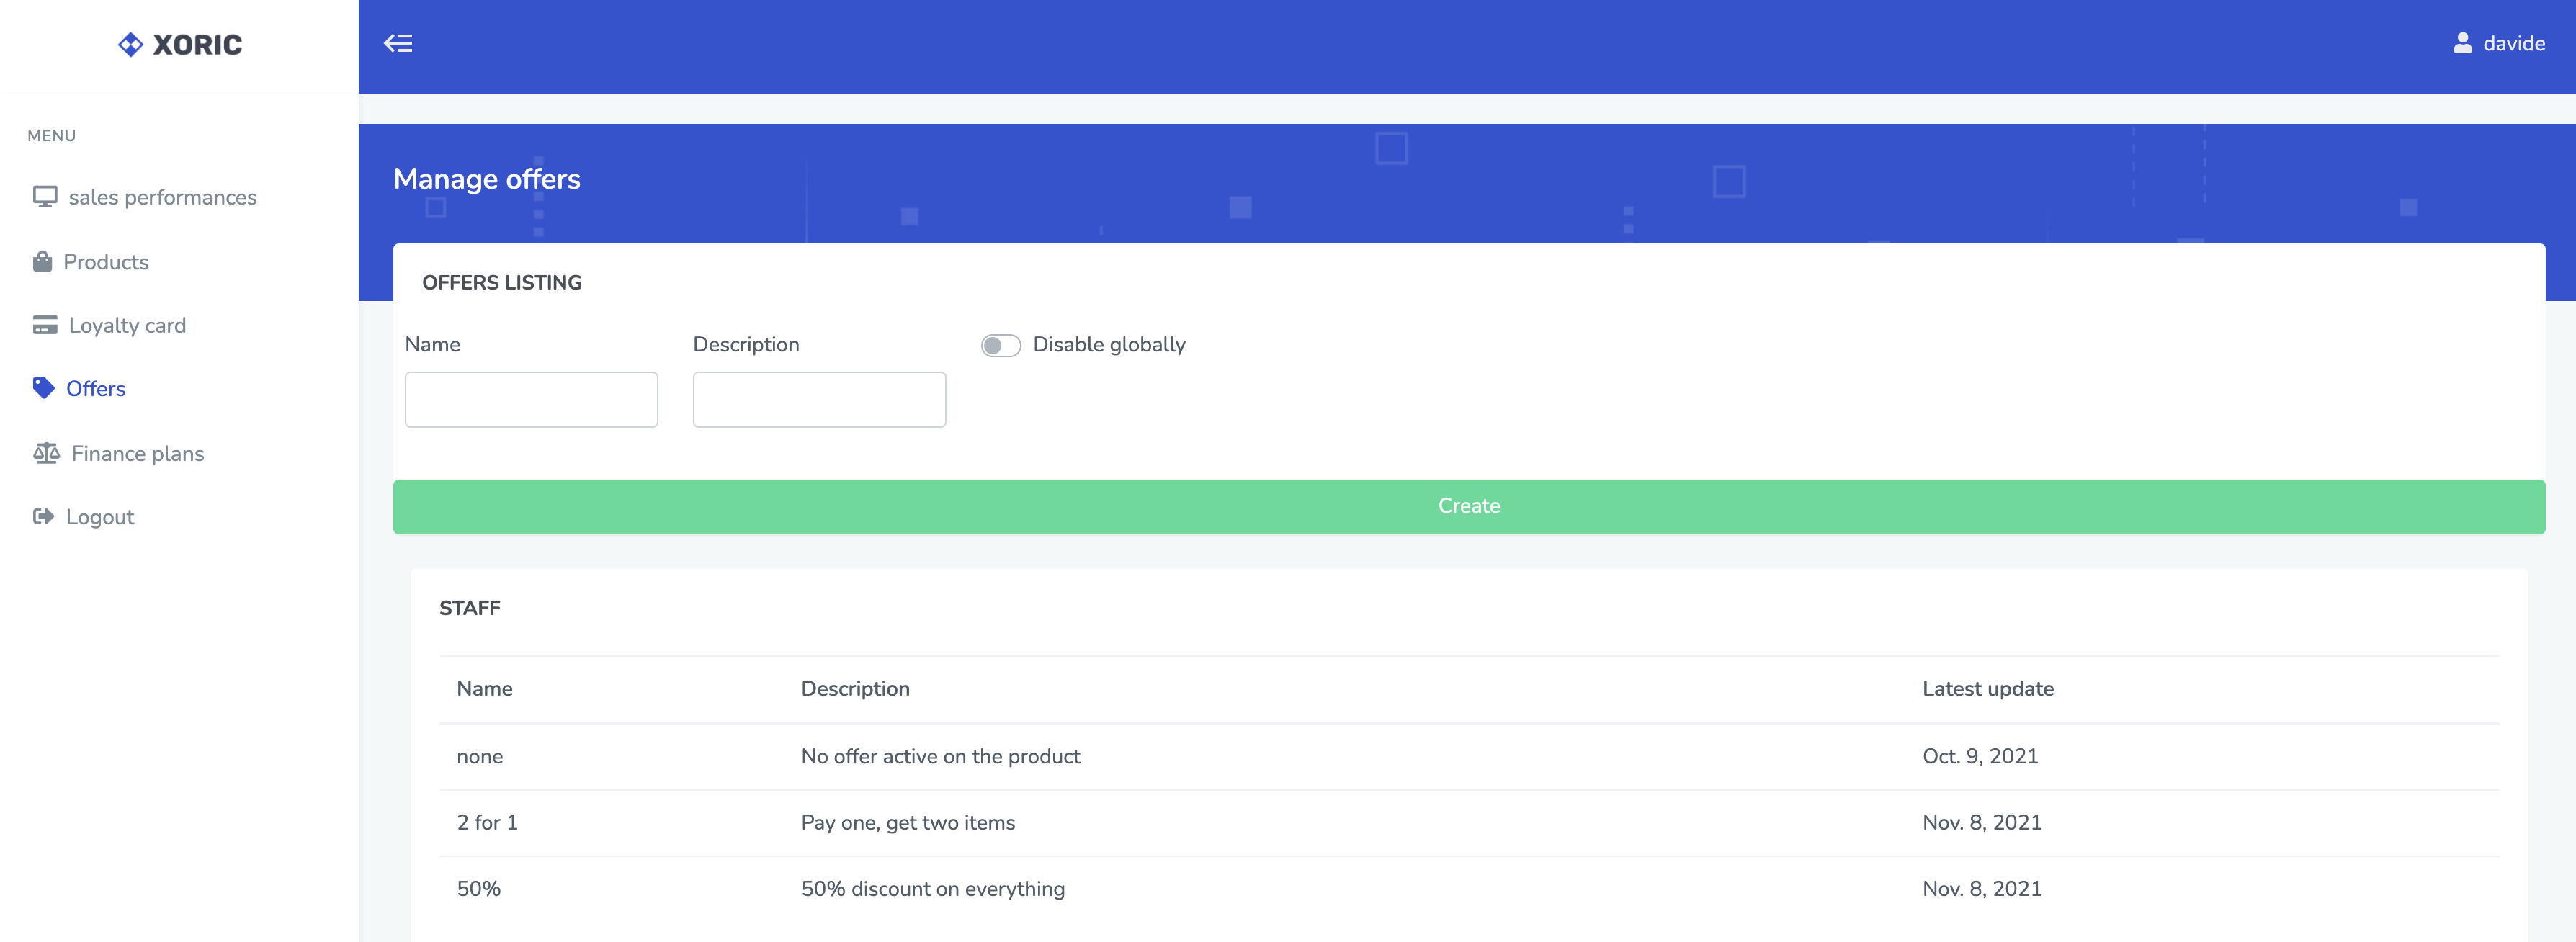 XORIC
davide
MENU
sales performances
Products
Loyalty card
Offers
Finance plans
Logout
Manage offers
OFFERS LISTING
Name Description Disable globally
Create
STAFF
Name Description Latest update
none No offer active on the product Oct. 9, 2021
2 for 1 Pay one, get two items Nov. 8, 2021
50% 50% discount on everything Nov. 8, 2021